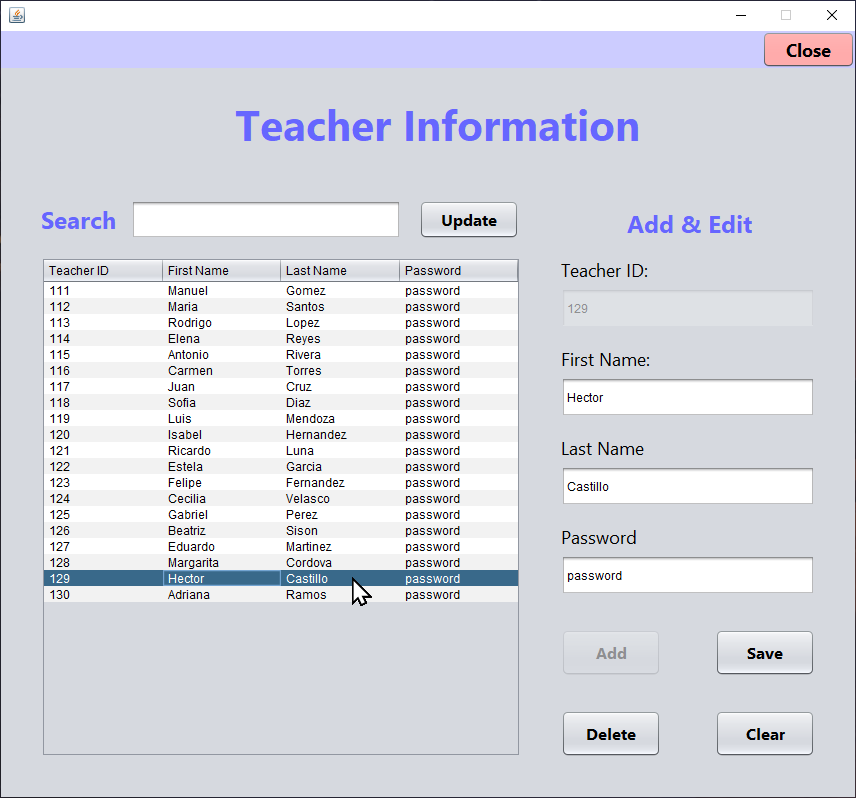 Close
Teacher Information
Search
Update
Teacher ID First Name Last Name Password
111 Manuel Gomez password
112 Maria Santos password
113 Rodrigo Lopez password
114 Elena Reyes password
115 Antonio Rivera password
116 Carmen Torres password
117 Juan Cruz password
118 Sofia Diaz password
119 Luis Mendoza password
120 Isabel Hernandez password
121 Ricardo Luna password
122 Estela Garcia password
123 Felipe Fernandez password
124 Cecilia Velasco password
125 Gabriel Perez password
126 Beatriz Sison password
127 Eduardo Martinez password
128 Margarita Cordova password
129 Hector Castillo password
130 Adriana Ramos password
Add & Edit
Teacher ID:
129
First Name:
Hector
Last Name
Castillo
Password
password
Add Save
Delete Clear